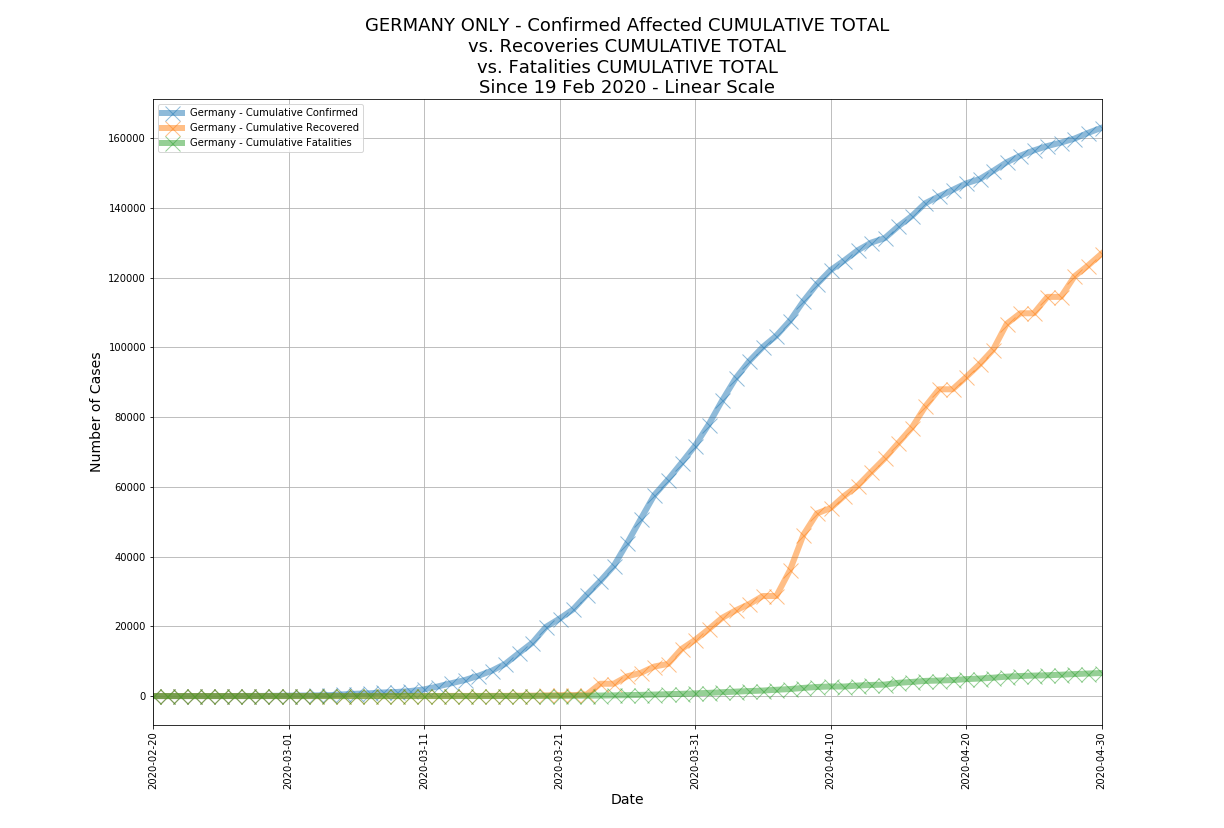 GERMANY ONLY - Confirmed Affected CUMULATIVE TOTAL
vs. Recoveries CUMULATIVE TOTAL
vs. Fatalities CUMULATIVE TOTAL
Since 19 Feb 2020 - Linear Scale
Germany - Cumulative Confirmed
Germany - Cumulative Recovered
Germany - Cumulative Fatalities
Number of Cases
160000
140000
120000
100000
80000
60000
40000
20000
0
2020-02-20
2020-03-01
2020-03-11
2020-03-21
2020-03-31
2020-04-10
2020-04-20
2020-04-30
Date